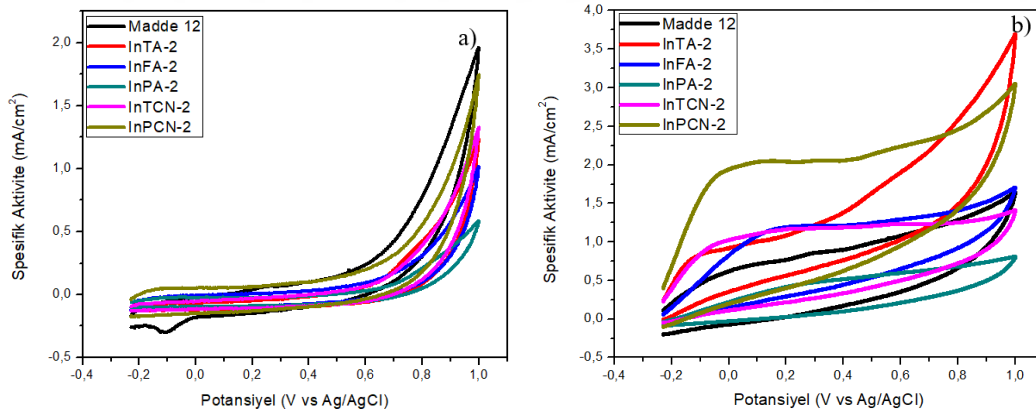 a)
Madde 12
InTA-2
InFA-2
InPA-2
InTCN-2
InPCN-2
Spesifik Aktivite (mA/cm²)
2,0
1,5
1,0
0,5
0,0
-0,5
-0,4 -0,2 0,0 0,2 0,4 0,6 0,8 1,0
Potansiyel (V vs Ag/AgCl)
b)
Madde 12
InTA-2
InFA-2
InPA-2
InTCN-2
InPCN-2
Spesifik Aktivite (mA/cm²)
4,0
3,5
3,0
2,5
2,0
1,5
1,0
0,5
0,0
-0,5
-0,4 -0,2 0,0 0,2 0,4 0,6 0,8 1,0
Potansiyel (V vs Ag/AgCl)